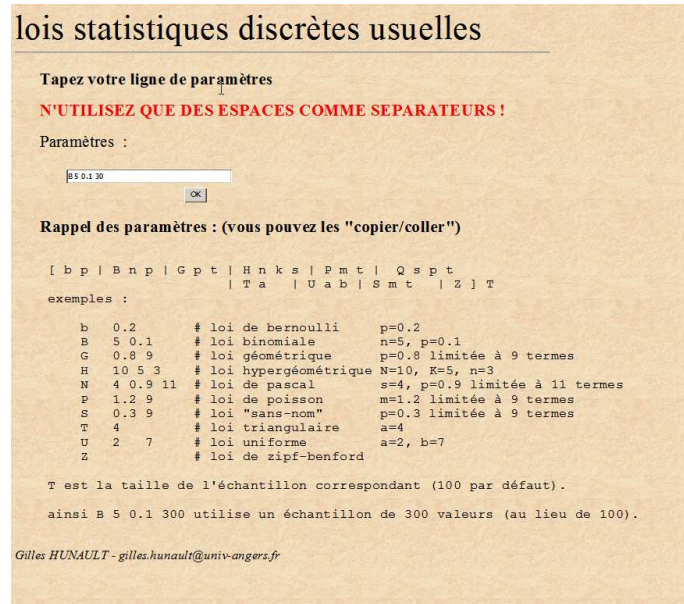 lois statistiques discrètes usuelles
Tapez votre ligne de paramètres
N'UTILISEZ QUE DES ESPACES COMME SEPARATEURS !
Paramètres :
B 5 0.1 30
OK
Rappel des paramètres : (vous pouvez les "copier/coller")
[ b p | B n p | G p t | H n k s | P m t | Q s p t
| T a | U a b | S m t | Z ] T
exemples :
b 0.2 # loi de bernoulli p=0.2
B 5 0.1 # loi binomiale n=5, p=0.1
G 0.8 9 # loi géométrique p=0.8 limitée à 9 termes
H 10 5 3 # loi hypergéométrique N=10, K=5, n=3
N 4 0.9 11 # loi de pascal s=4, p=0.9 limitée à 11 termes
P 1.2 9 # loi de poisson m=1.2 limitée à 9 termes
S 0.3 9 # loi "sans-nom" p=0.3 limitée à 9 termes
T 4 # loi triangulaire a=4
U 2 7 # loi uniforme a=2, b=7
Z # loi de zipf-benford
T est la taille de l'échantillon correspondant (100 par défaut).
ainsi B 5 0.1 300 utilise un échantillon de 300 valeurs (au lieu de 100).
Gilles HUNAULT - gilles.hunault@univ-angers.fr